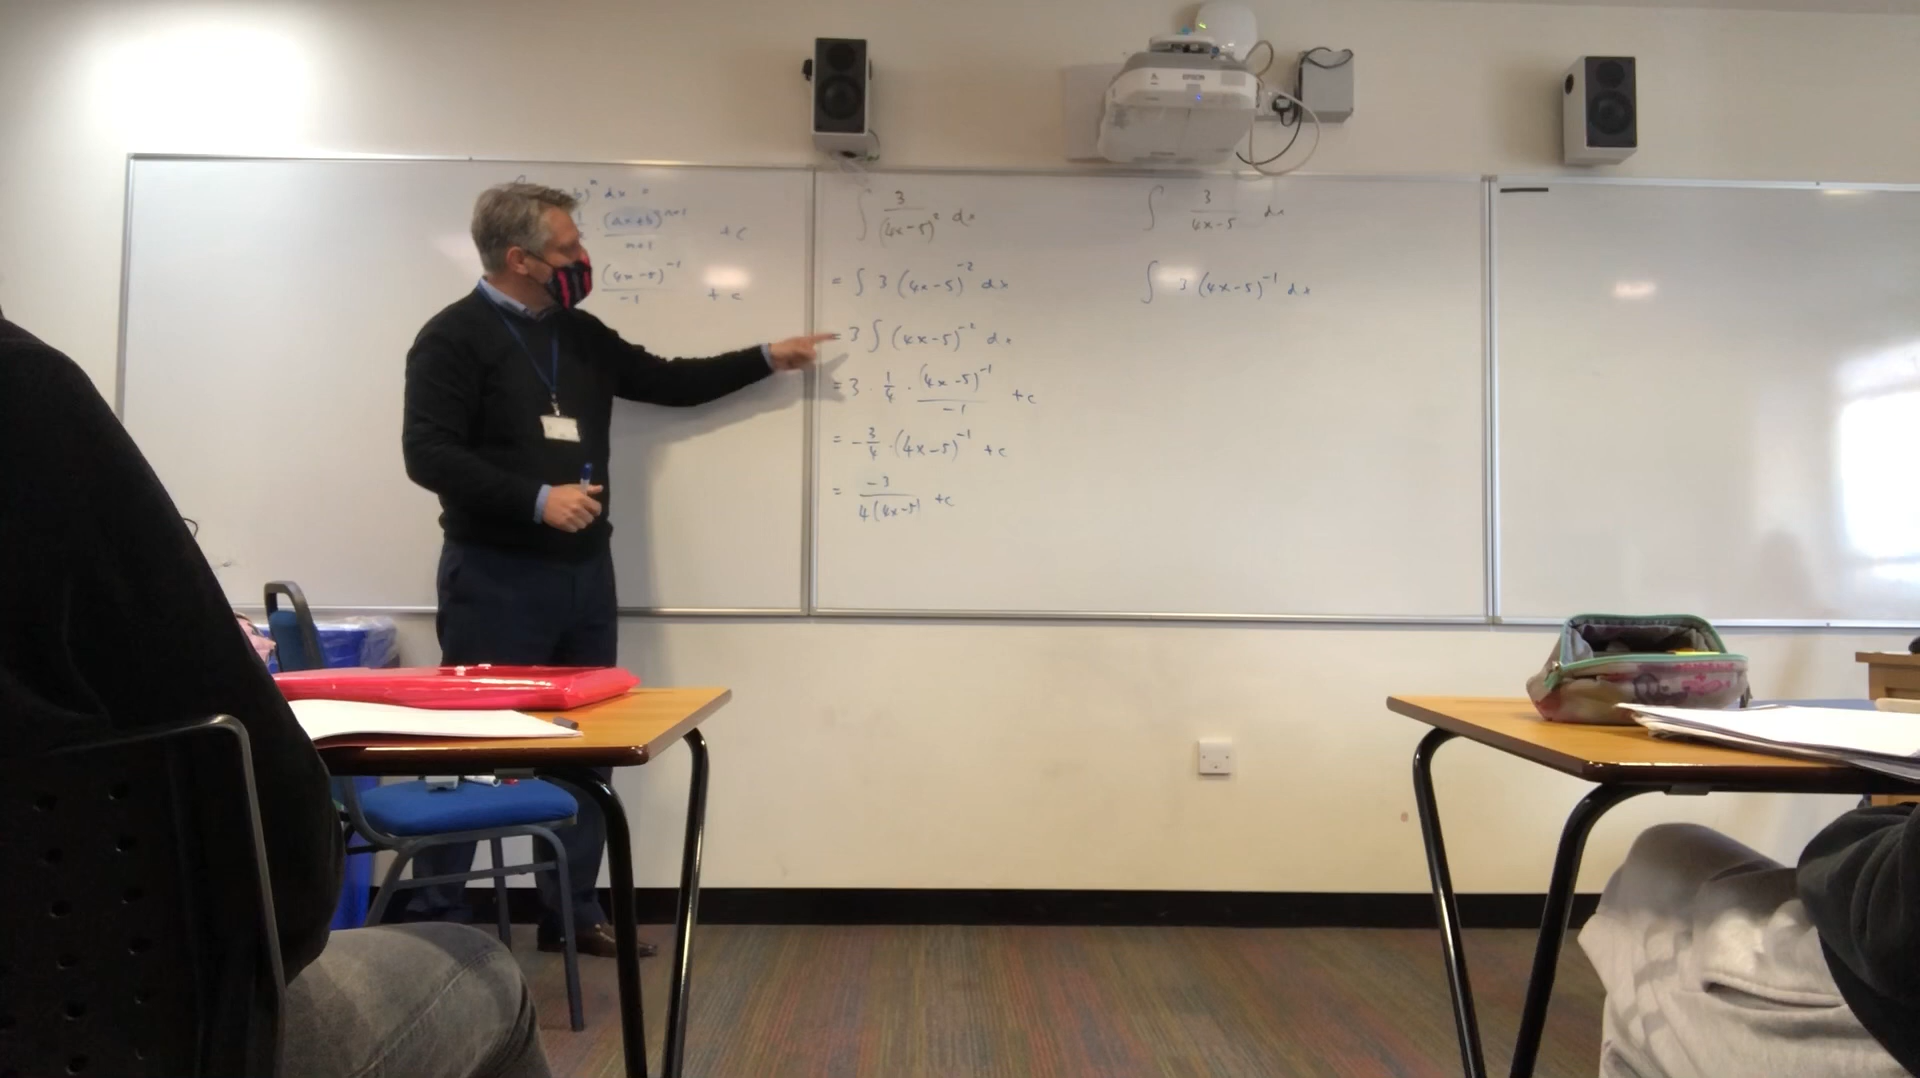 b)ⁿ dx =
(ax+b)ⁿ⁺¹ / n+1 + c
(4x-5)⁻¹ / -1 + c
∫ 3 / (4x-5)² dx
= ∫ 3 (4x-5)⁻² dx
= 3 ∫ (4x-5)⁻² dx
= 3 · 1/4 · (4x-5)⁻¹ / -1 + c
= -3/4 · (4x-5)⁻¹ + c
= -3 / 4(4x-5) + c
∫ 3 / 4x-5 dx
∫ 3 (4x-5)⁻¹ dx
EPSON